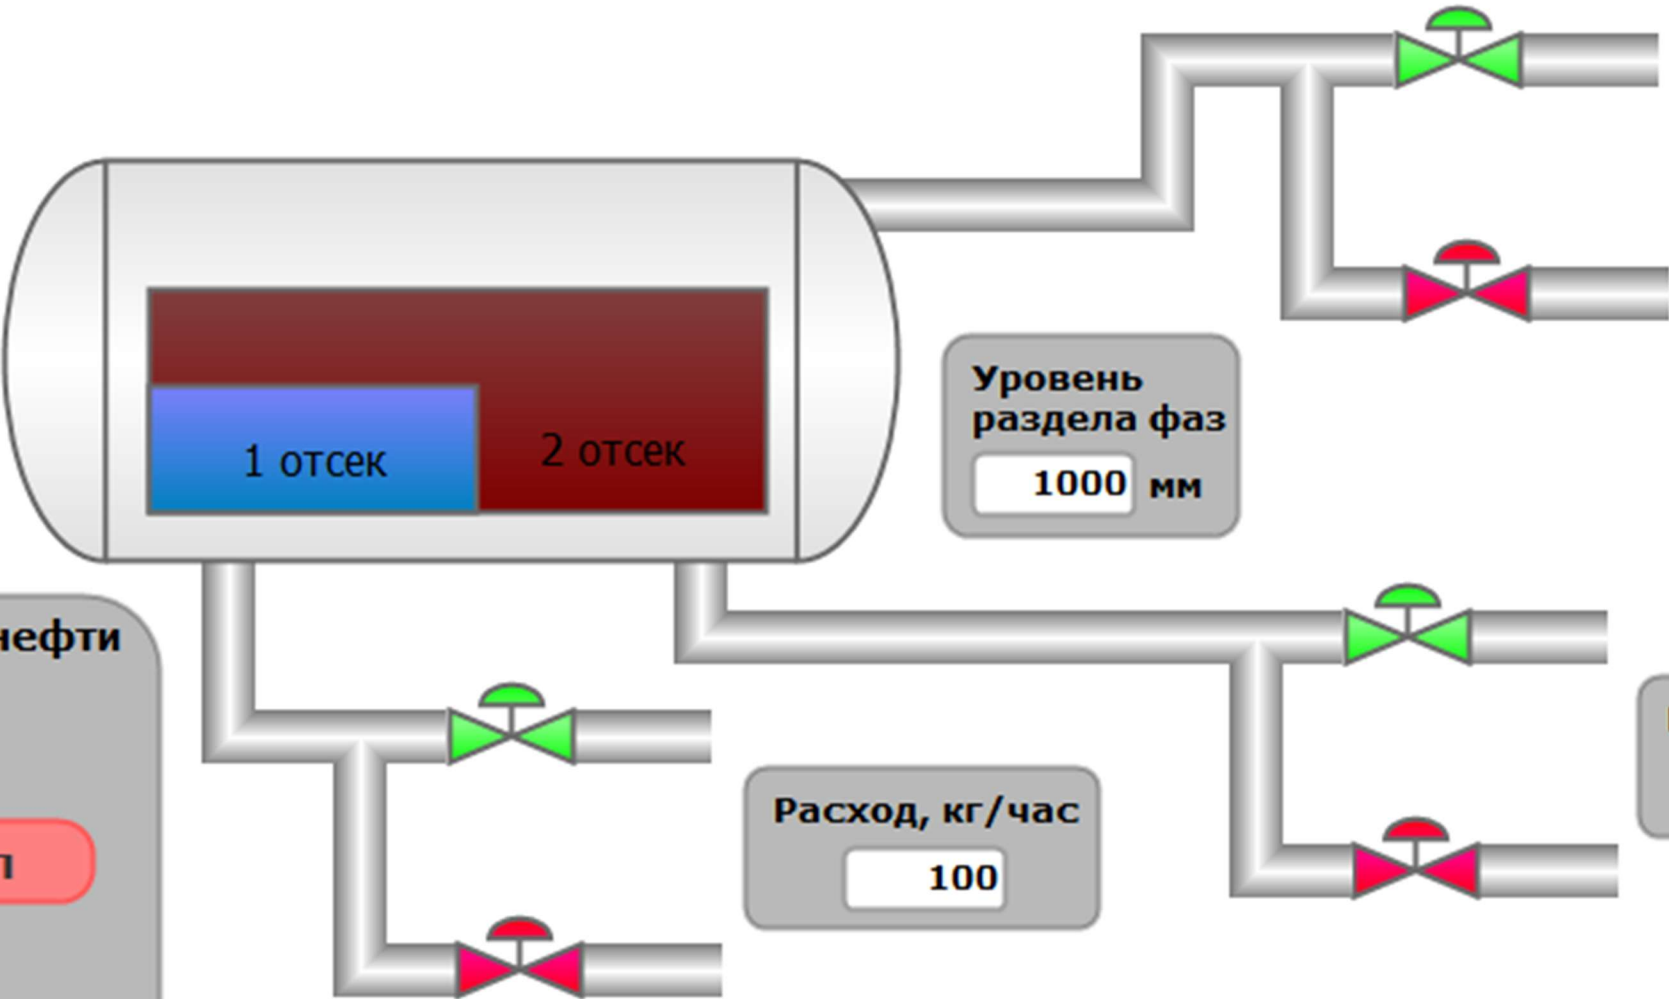 Уровень
раздела фаз
1000 мм
1 отсек
2 отсек
нефти
Расход, кг/час
100